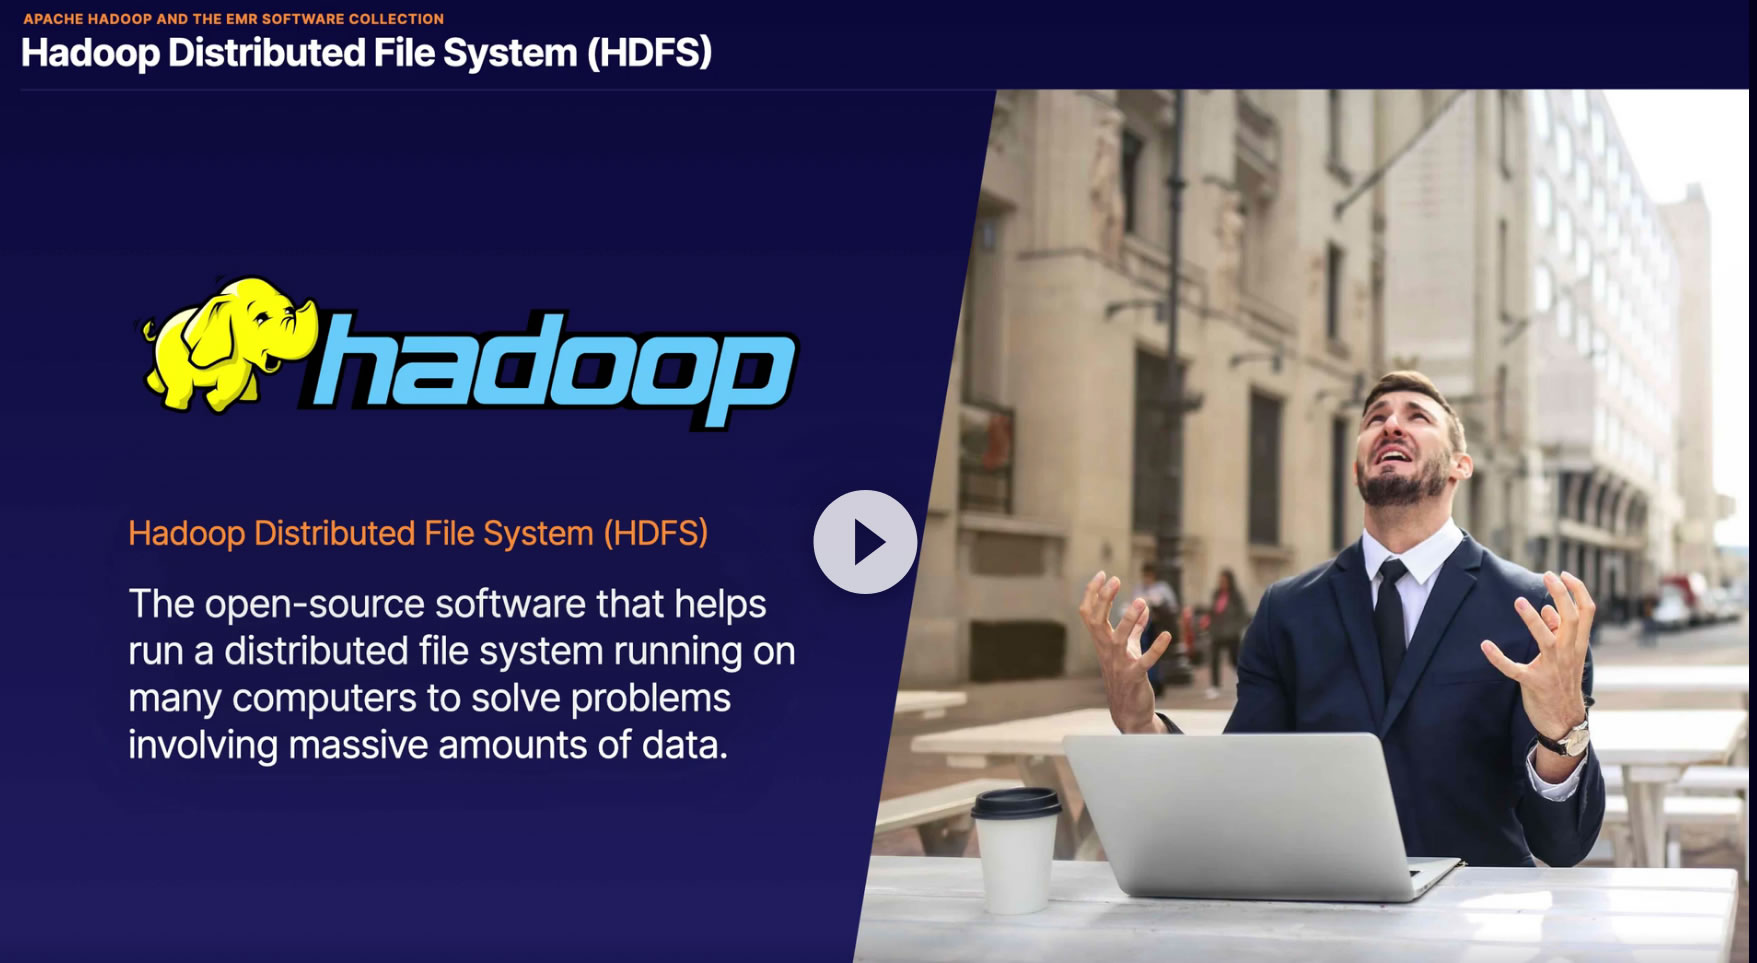 APACHE HADOOP AND THE EMR SOFTWARE COLLECTION
Hadoop Distributed File System (HDFS)
hadoop
Hadoop Distributed File System (HDFS)
The open-source software that helps
run a distributed file system running on
many computers to solve problems
involving massive amounts of data.